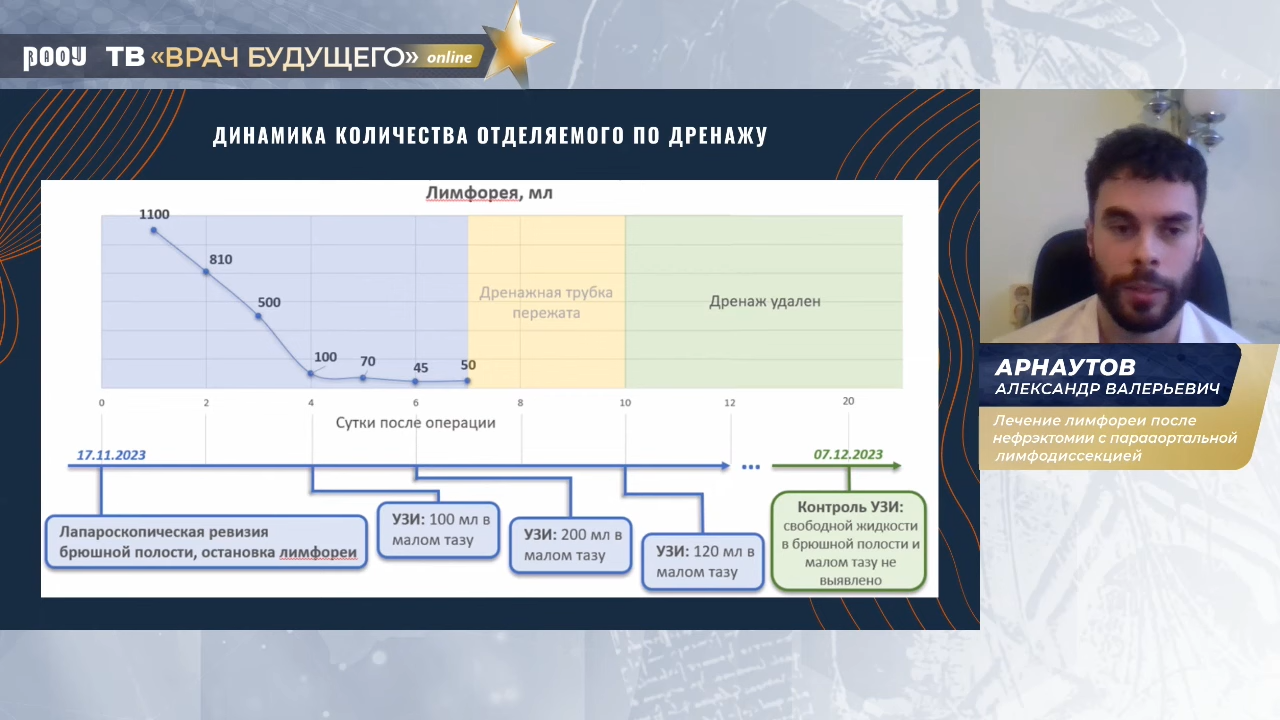 РООУ ТВ «ВРАЧ БУДУЩЕГО» online
ДИНАМИКА КОЛИЧЕСТВА ОТДЕЛЯЕМОГО ПО ДРЕНАЖУ
Лимфорея, мл
1100
810
500
100
70
45
50
Дренажная трубка
пережата
Дренаж удален
0 2 4 6 8 10 12 20
Сутки после операции
17.11.2023
...
07.12.2023
Лапароскопическая ревизия
брюшной полости, остановка лимфореи
УЗИ: 100 мл в
малом тазу
УЗИ: 200 мл в
малом тазу
УЗИ: 120 мл в
малом тазу
Контроль УЗИ:
свободной жидкости
в брюшной полости и
малом тазу не
выявлено
АРНАУТОВ
АЛЕКСАНДР ВАЛЕРЬЕВИЧ
Лечение лимфореи после
нефрэктомии с парааортальной
лимфодиссекцией